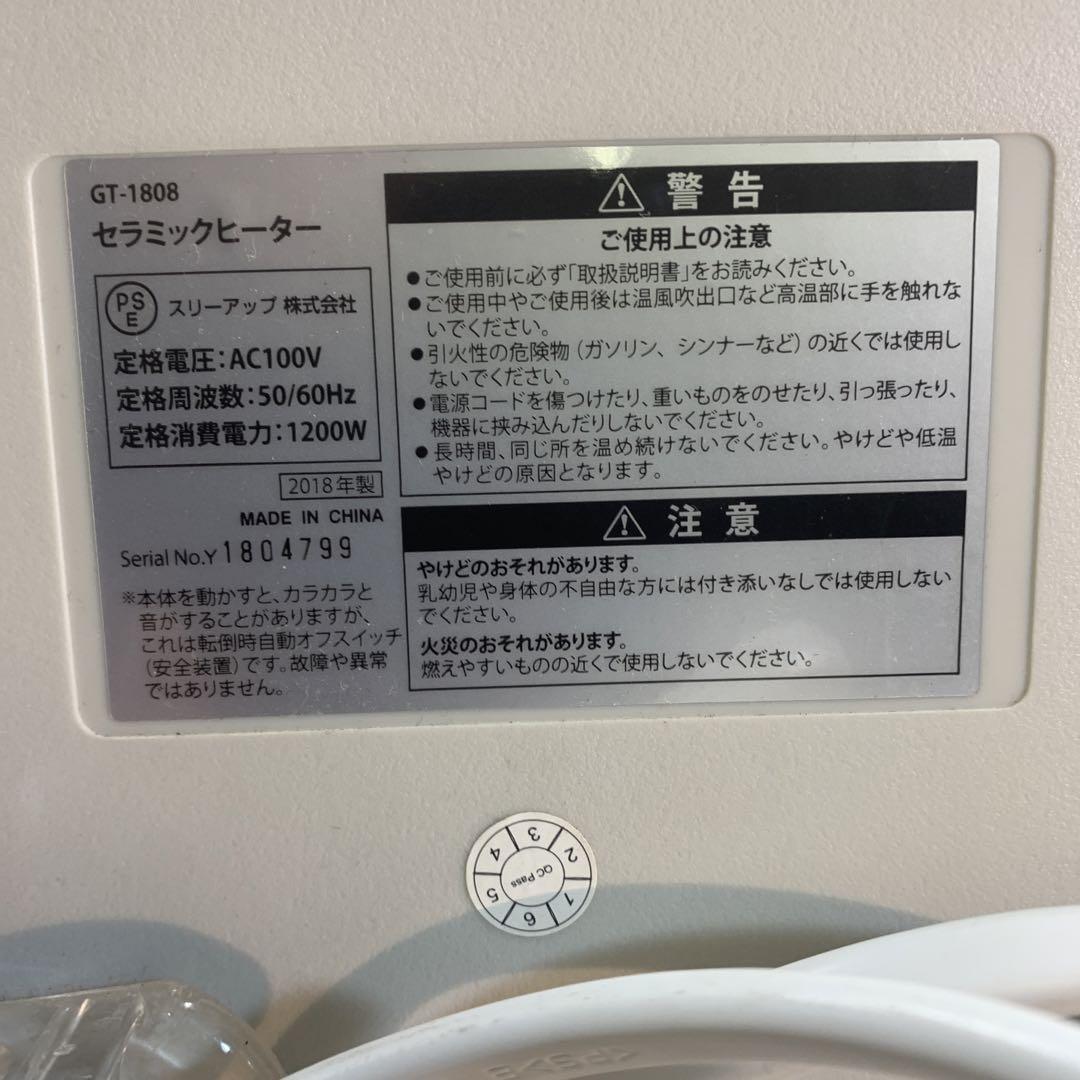 GT-1808
セラミックヒーター
PSE スリーアップ 株式会社
定格電圧:AC100V
定格周波数:50/60Hz
定格消費電力:1200W
2018年製
MADE IN CHINA
Serial No.Y1804799
※本体を動かすと、カラカラと
音がすることがありますが、
これは転倒時自動オフスイッチ
(安全装置)です。故障や異常
ではありません。
警告
ご使用上の注意
●ご使用前に必ず「取扱説明書」をお読みください。
●ご使用中やご使用後は温風吹出口など高温部に手を触れな
いでください。
●引火性の危険物(ガソリン、シンナーなど)の近くでは使用し
ないでください。
●電源コードを傷つけたり、重いものをのせたり、引っ張ったり、
機器に挟み込んだりしないでください。
●長時間、同じ所を温め続けないでください。やけどや低温
やけどの原因となります。
注意
やけどのおそれがあります。
乳幼児や身体の不自由な方には付き添いなしでは使用しない
でください。
火災のおそれがあります。
燃えやすいものの近くで使用しないでください。
1 2 3 4 5 6
QC Pass
>PS<